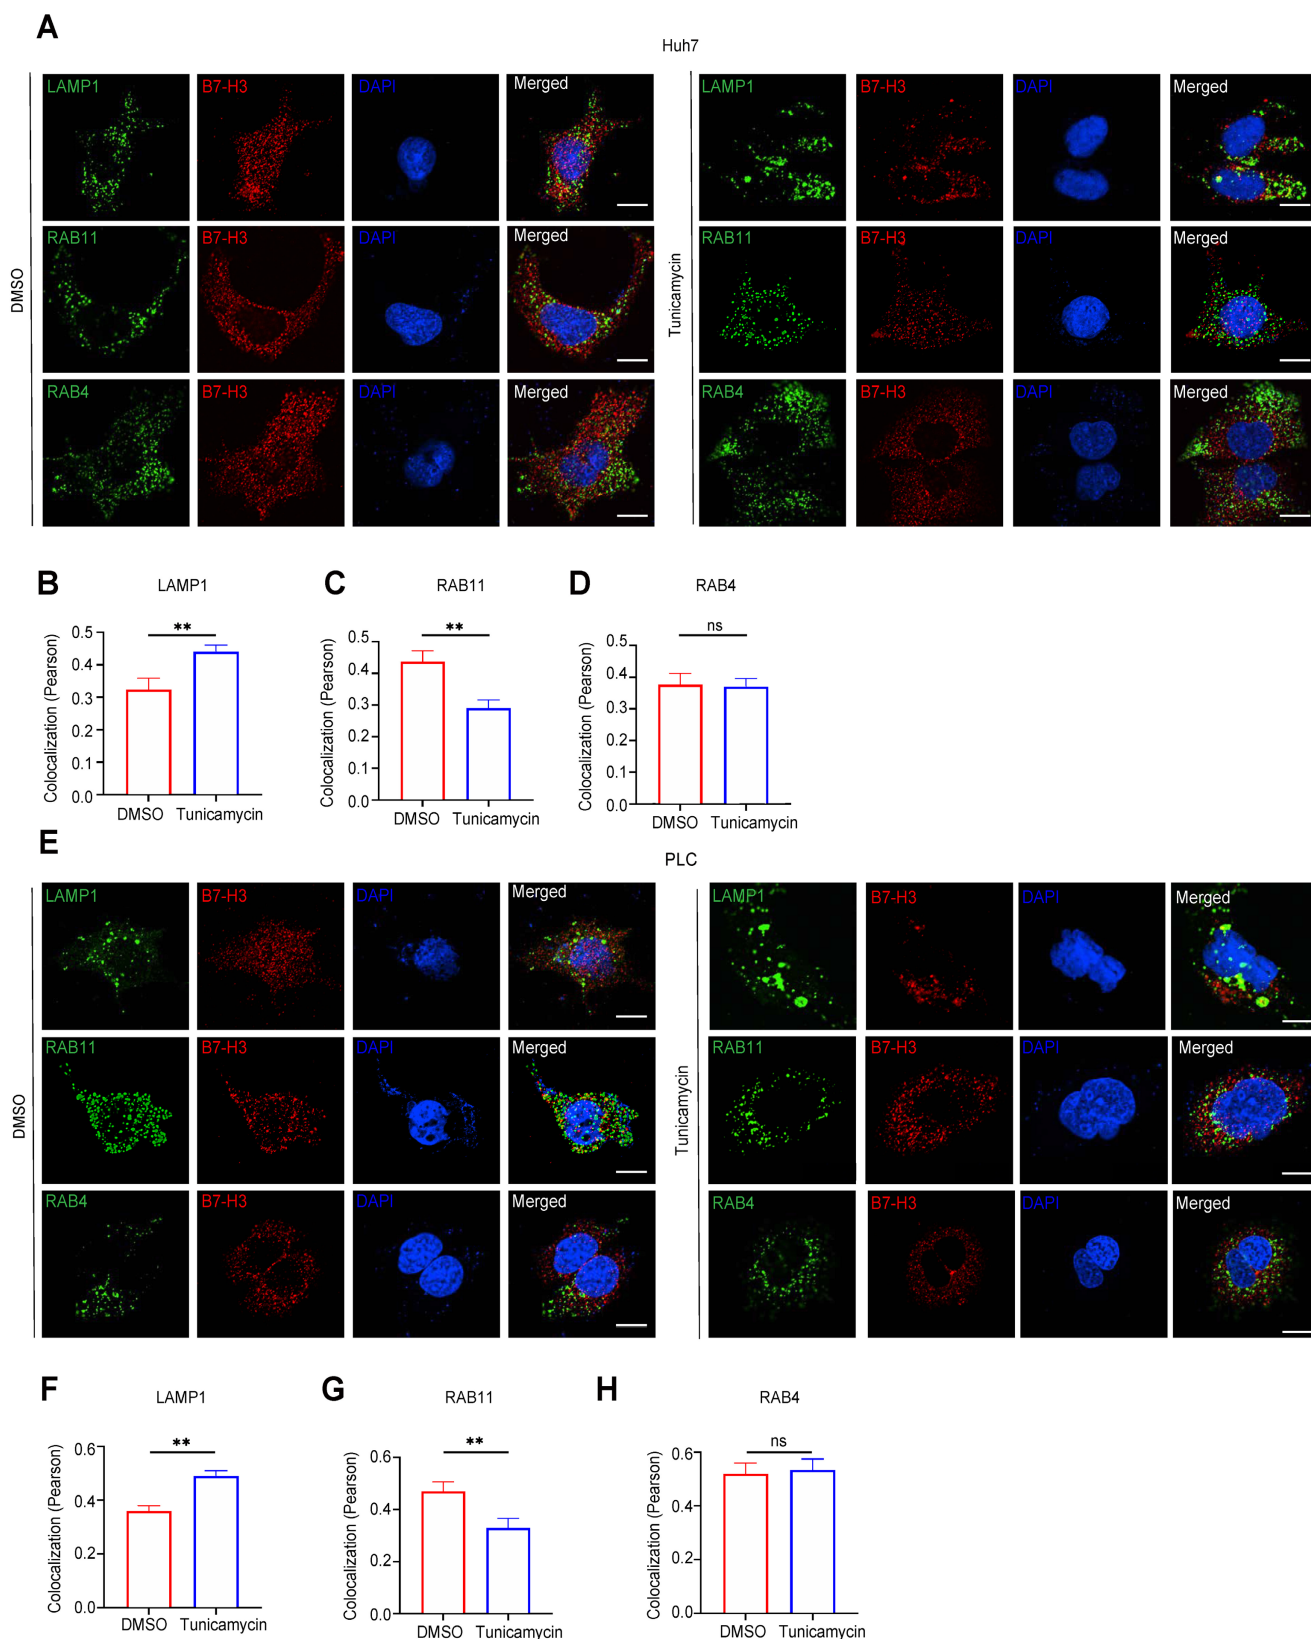 A
Huh7
DMSO
LAMP1 B7-H3 DAPI Merged
RAB11 B7-H3 DAPI Merged
RAB4 B7-H3 DAPI Merged
Tunicamycin
LAMP1 B7-H3 DAPI Merged
RAB11 B7-H3 DAPI Merged
RAB4 B7-H3 DAPI Merged
B
LAMP1
**
Colocalization (Pearson)
0.5
0.4
0.3
0.2
0.1
0.0
DMSO Tunicamycin
C
RAB11
**
Colocalization (Pearson)
0.5
0.4
0.3
0.2
0.1
0.0
DMSO Tunicamycin
D
RAB4
ns
Colocalization (Pearson)
0.5
0.4
0.3
0.2
0.1
0.0
DMSO Tunicamycin
E
PLC
DMSO
LAMP1 B7-H3 DAPI Merged
RAB11 B7-H3 DAPI Merged
RAB4 B7-H3 DAPI Merged
Tunicamycin
LAMP1 B7-H3 DAPI Merged
RAB11 B7-H3 DAPI Merged
RAB4 B7-H3 DAPI Merged
F
LAMP1
**
Colocalization (Pearson)
0.6
0.4
0.2
0.0
DMSO Tunicamycin
G
RAB11
**
Colocalization (Pearson)
0.6
0.4
0.2
0.0
DMSO Tunicamycin
H
RAB4
ns
Colocalization (Pearson)
0.6
0.4
0.2
0.0
DMSO Tunicamycin